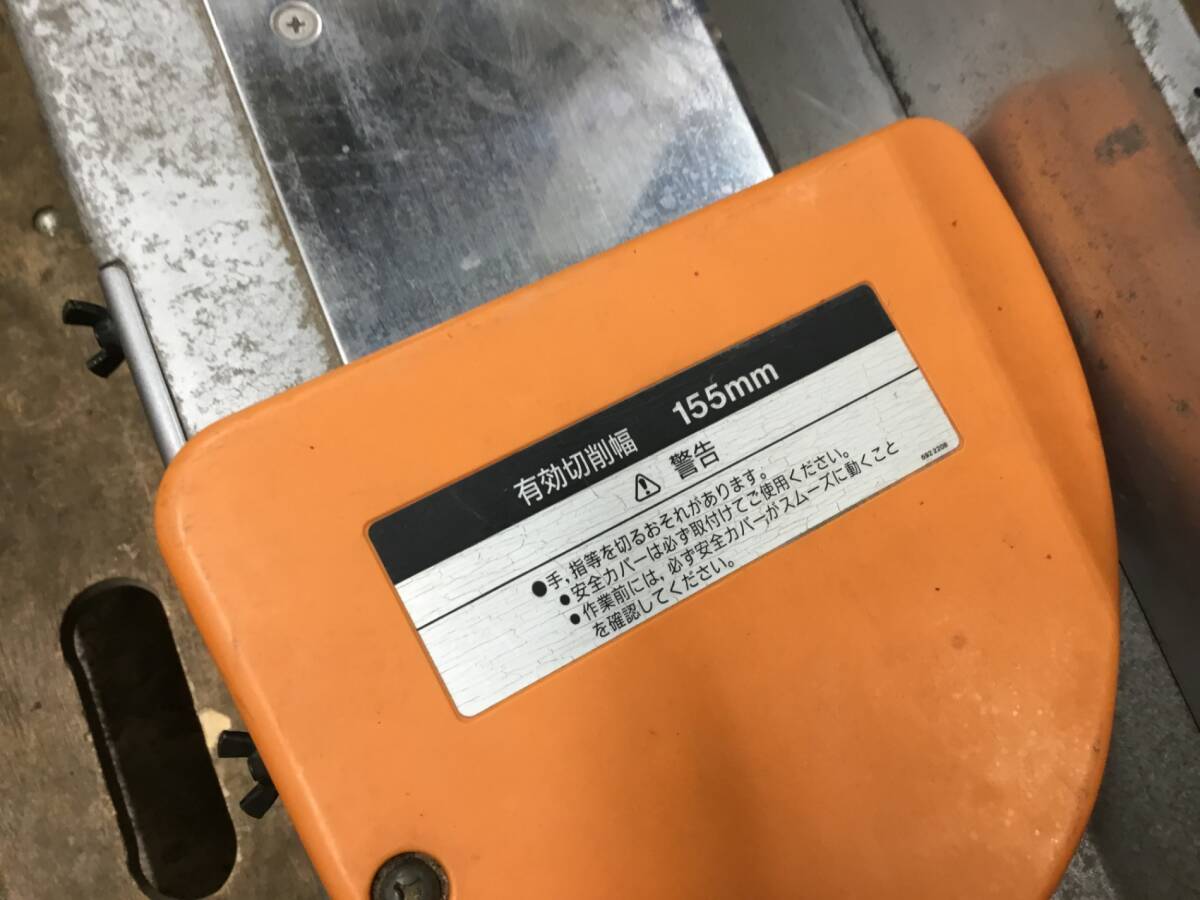 有効切削幅 155mm
⚠ 警告
●手,指等を切るおそれがあります。
●安全カバーは必ず取付けてご使用ください。
●作業前には,必ず安全カバーがスムーズに動くこと
を確認してください。
692 2208